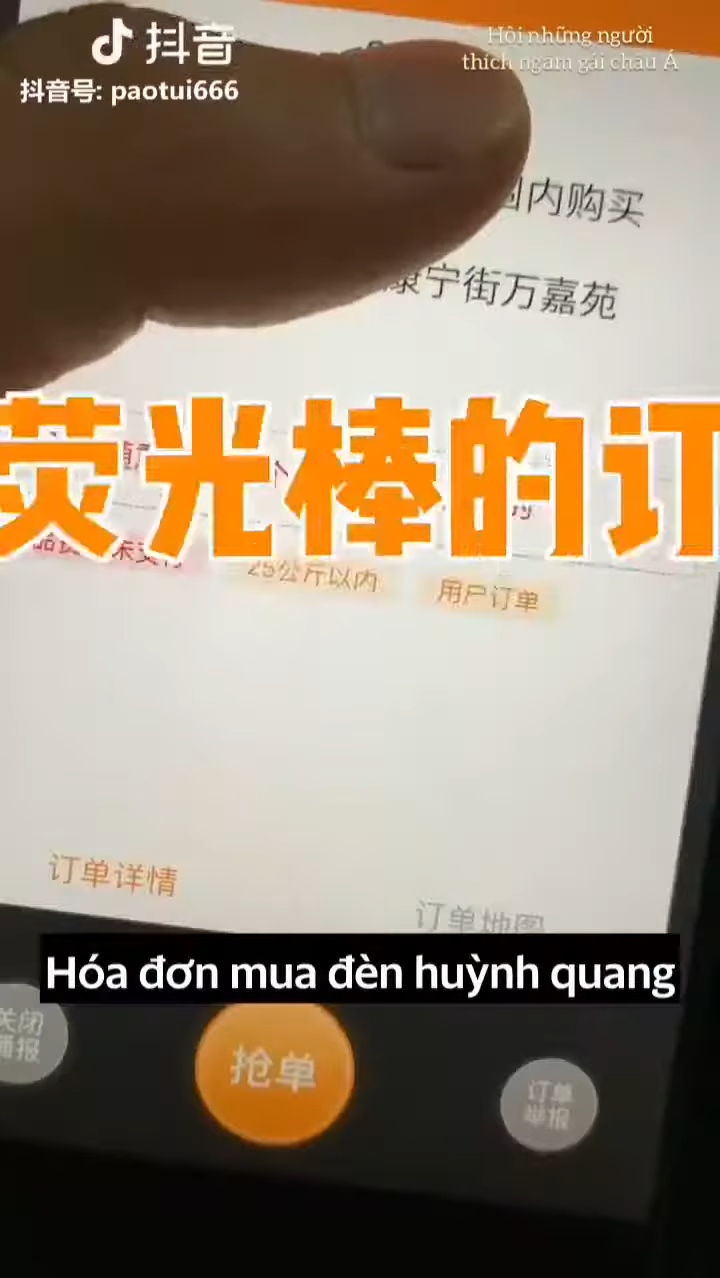 抖音
抖音号: paotui666
Hội những người
thích ngắm gái châu Á
国内购买
康宁街万嘉苑
荧光棒的订
25公斤以内
用户订单
订单详情
订单地图
Hóa đơn mua đèn huỳnh quang
关闭
播报
抢单
订单
举报